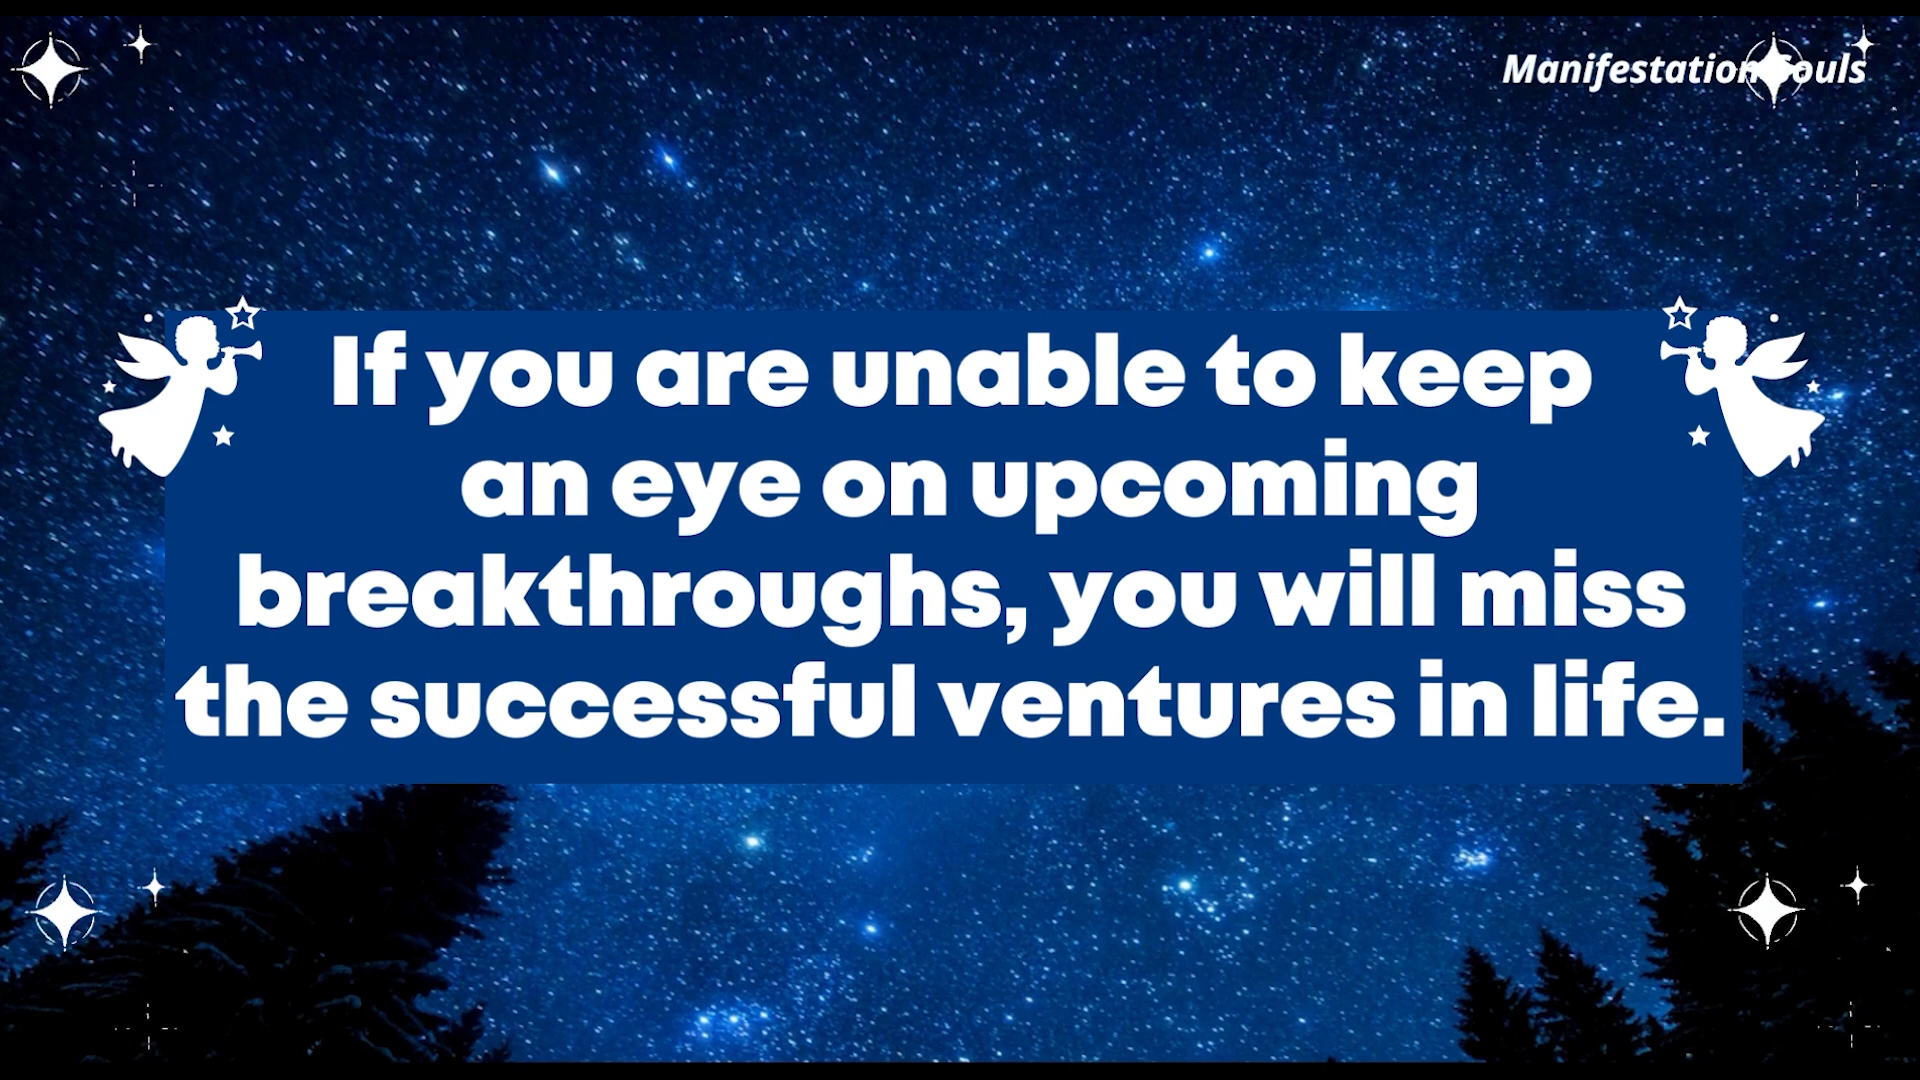 Manifestation Souls
If you are unable to keep
an eye on upcoming
breakthroughs, you will miss
the successful ventures in life.